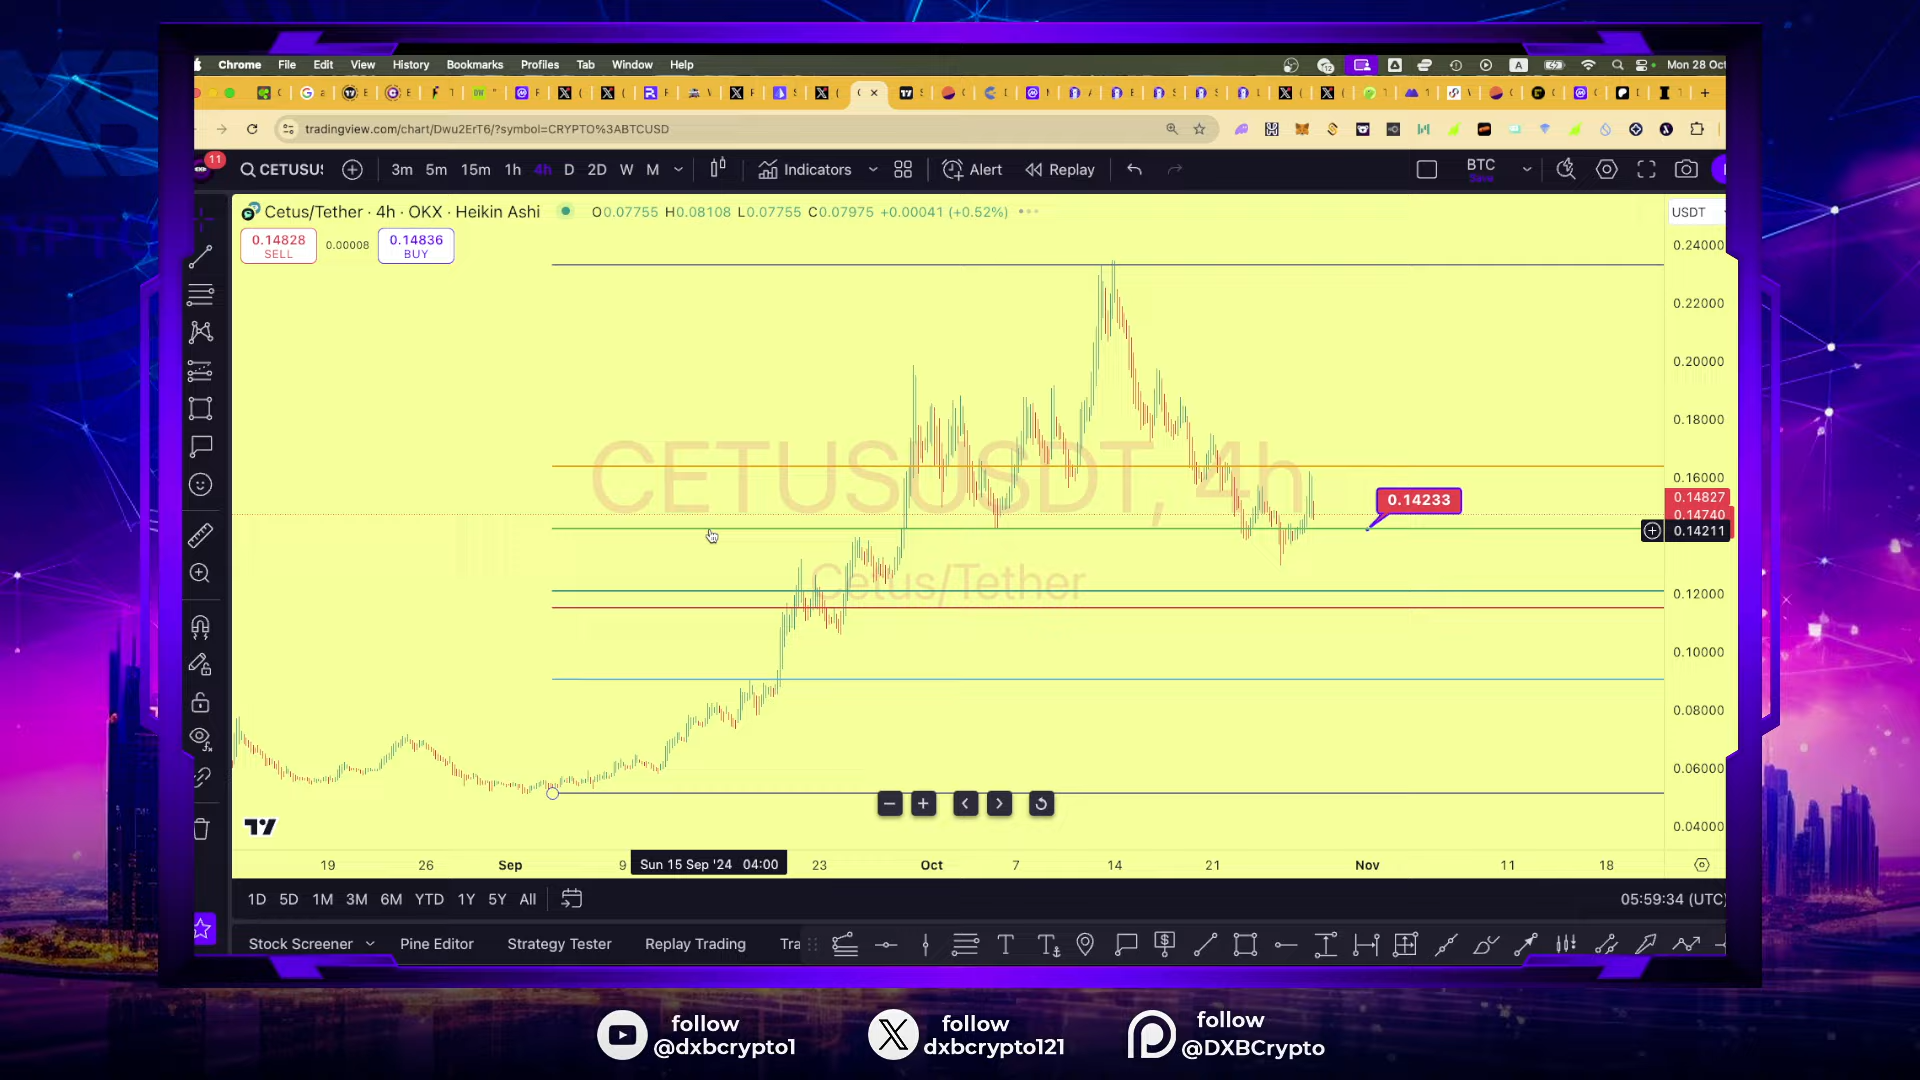 Chrome File Edit View History Bookmarks Profiles Tab Window Help
Mon 28 Oct
tradingview.com/chart/Dwu2ErT6/?symbol=CRYPTO%3ABTCUSD
11
CETUSUS
3m 5m 15m 1h 4h D 2D W M
Indicators
Alert
Replay
BTC
Save
Cetus/Tether · 4h · OKX · Heikin Ashi
O0.07755 H0.08108 L0.07755 C0.07975 +0.00041 (+0.52%)
USDT
0.14828
SELL
0.00008
0.14836
BUY
CETUSUSDT, 4h
Cetus/Tether
0.14233
0.24000
0.22000
0.20000
0.18000
0.16000
0.14827
0.14740
0.14211
0.12000
0.10000
0.08000
0.06000
0.04000
19 26 Sep 9 Sun 15 Sep '24 04:00 23 Oct 7 14 21 Nov 11 18
1D 5D 1M 3M 6M YTD 1Y 5Y All
05:59:34 (UTC)
Stock Screener Pine Editor Strategy Tester Replay Trading Tra
follow
@dxbcrypto1
follow
dxbcrypto121
follow
@DXBCrypto